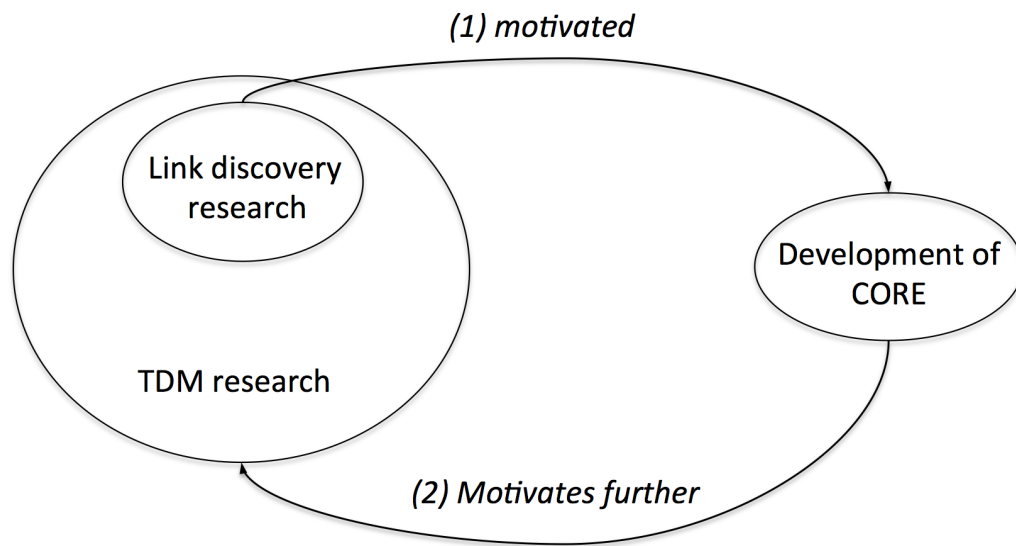 (1) motivated
Link discovery
research
Development of
CORE
TDM research
(2) Motivates further